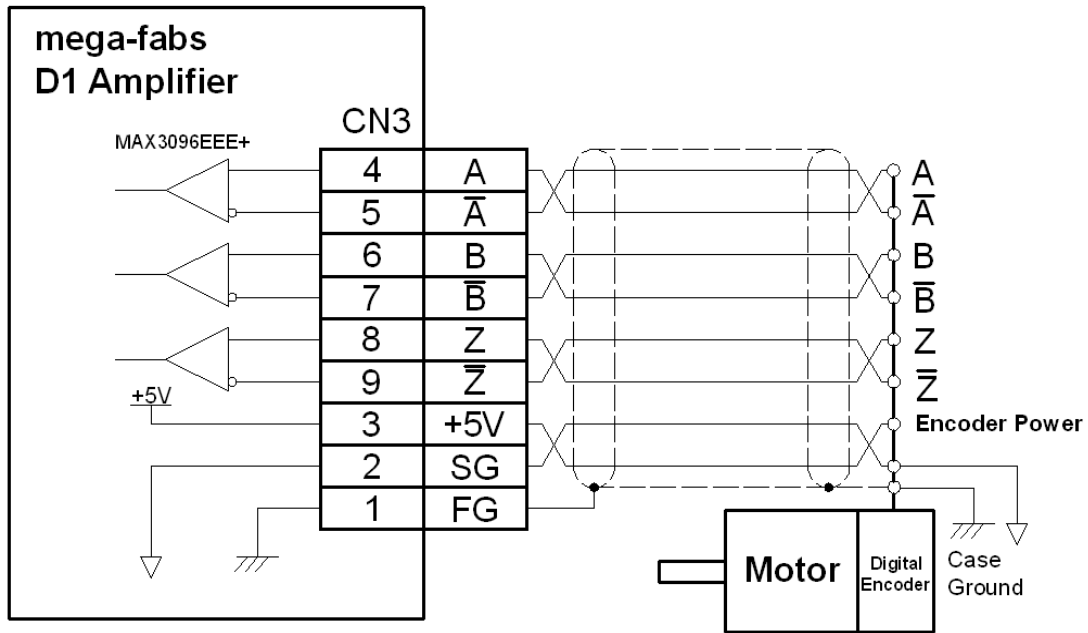 mega-fabs
D1 Amplifier
CN3
MAX3096EEE+
4 A A
5 A̅ A̅
6 B B
7 B̅ B̅
8 Z Z
9 Z̅ Z̅
+5V
3 +5V Encoder Power
2 SG
1 FG
Motor
Digital
Encoder
Case
Ground